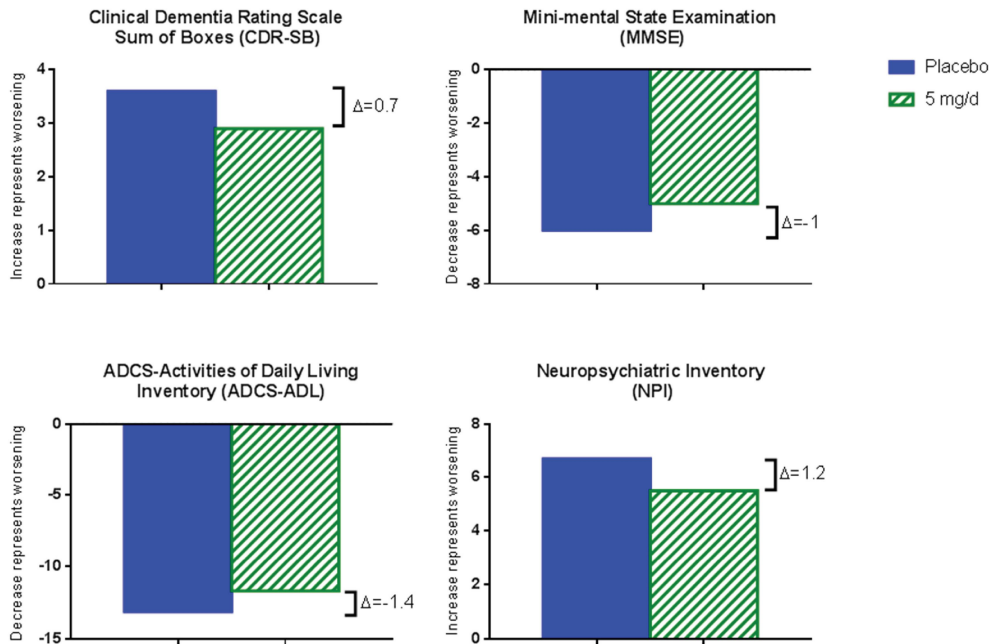 Clinical Dementia Rating Scale
Sum of Boxes (CDR-SB)
Increase represents worsening
4
3
2
1
0
Δ=0.7
Mini-mental State Examination
(MMSE)
Decrease represents worsening
0
-2
-4
-6
-8
Δ=-1
Placebo
5 mg/d
ADCS-Activities of Daily Living
Inventory (ADCS-ADL)
Decrease represents worsening
0
-5
-10
-15
Δ=-1.4
Neuropsychiatric Inventory
(NPI)
Increase represents worsening
8
6
4
2
0
Δ=1.2